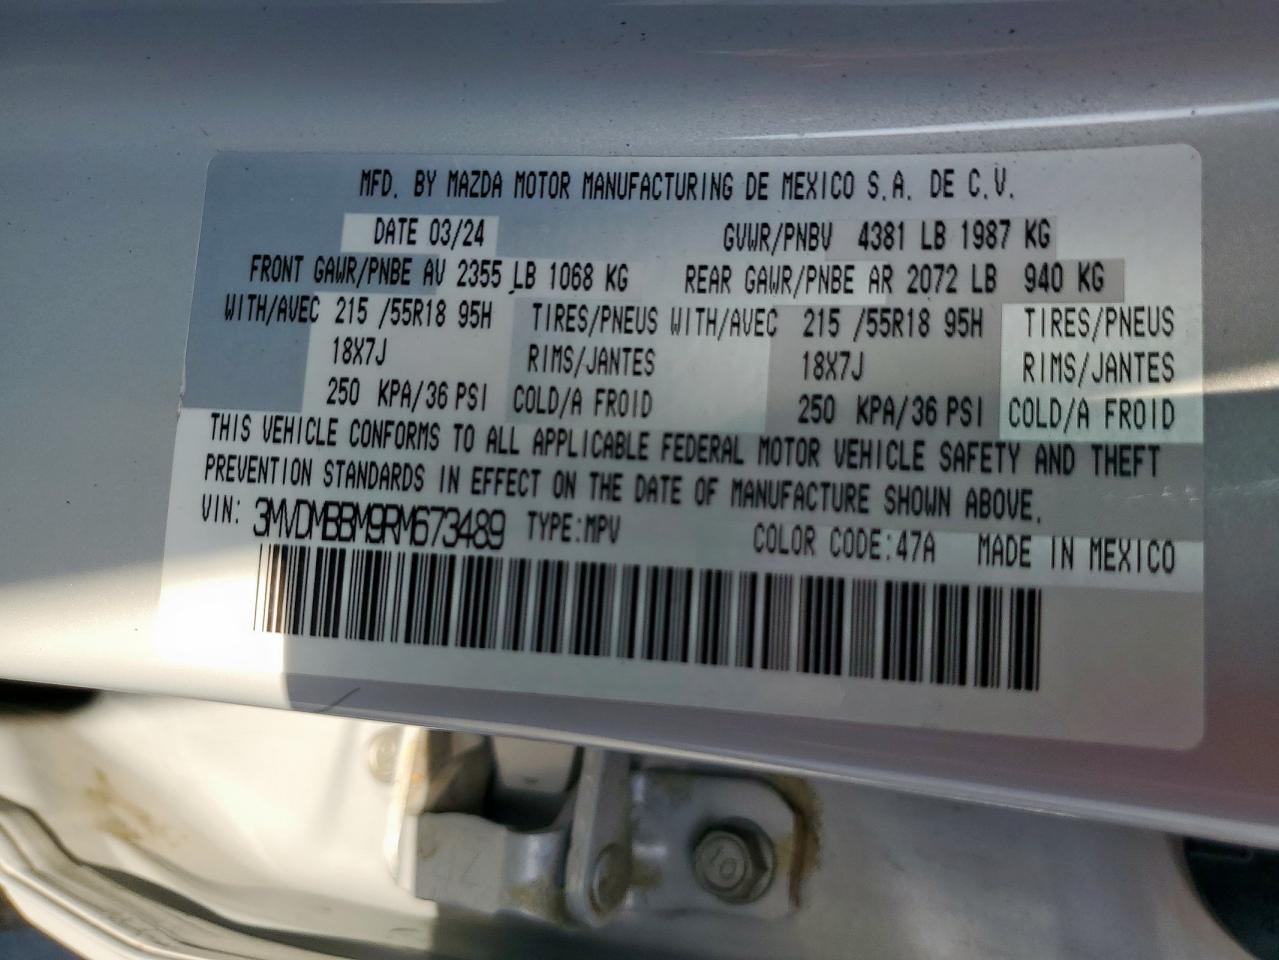 MFD. BY MAZDA MOTOR MANUFACTURING DE MEXICO S.A. DE C.V.
DATE 03/24 GVWR/PNBV 4381 LB 1987 KG
FRONT GAWR/PNBE AV 2355 LB 1068 KG REAR GAWR/PNBE AR 2072 LB 940 KG
WITH/AVEC 215 /55R18 95H TIRES/PNEUS WITH/AVEC 215 /55R18 95H TIRES/PNEUS
18X7J RIMS/JANTES 18X7J RIMS/JANTES
250 KPA/36 PSI COLD/A FROID 250 KPA/36 PSI COLD/A FROID
THIS VEHICLE CONFORMS TO ALL APPLICABLE FEDERAL MOTOR VEHICLE SAFETY AND THEFT
PREVENTION STANDARDS IN EFFECT ON THE DATE OF MANUFACTURE SHOWN ABOVE.
VIN: 3MVDMBBM9RM673489 TYPE:MPV COLOR CODE:47A MADE IN MEXICO
10